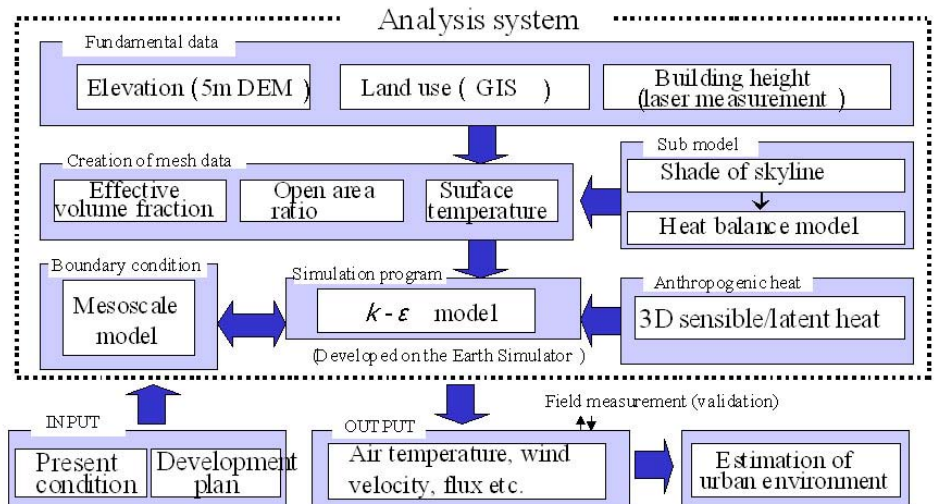 Analysis system
Fundamental data
Elevation (5m DEM)
Land use ( GIS )
Building height
(laser measurement )
Creation of mesh data
Effective
volume fraction
Open area
ratio
Surface
temperature
Sub model
Shade of skyline
Heat balance model
Boundary condition
Mesoscale
model
Simulation program
k - ε model
(Developed on the Earth Simulator )
Anthropogenic heat
3D sensible/latent heat
INPUT
Present
condition
Development
plan
OUTPUT
Air temperature, wind
velocity, flux etc.
Field measurement (validation)
Estimation of
urban environment